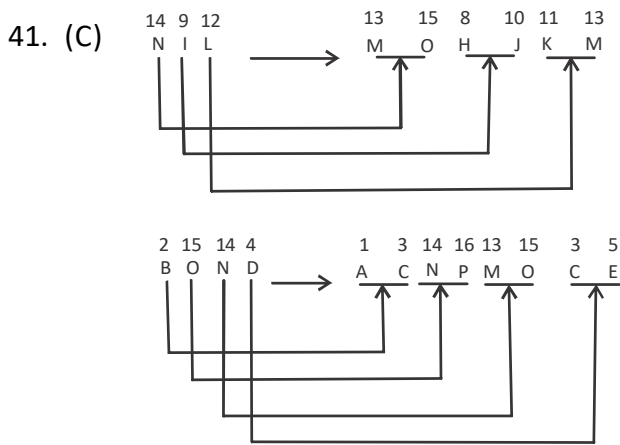 14 9 12 13 15 8 10 11 13
41. (C) N I L M O H J K M
2 15 14 4 1 3 14 16 13 15 3 5
B O N D A C N P M O C E